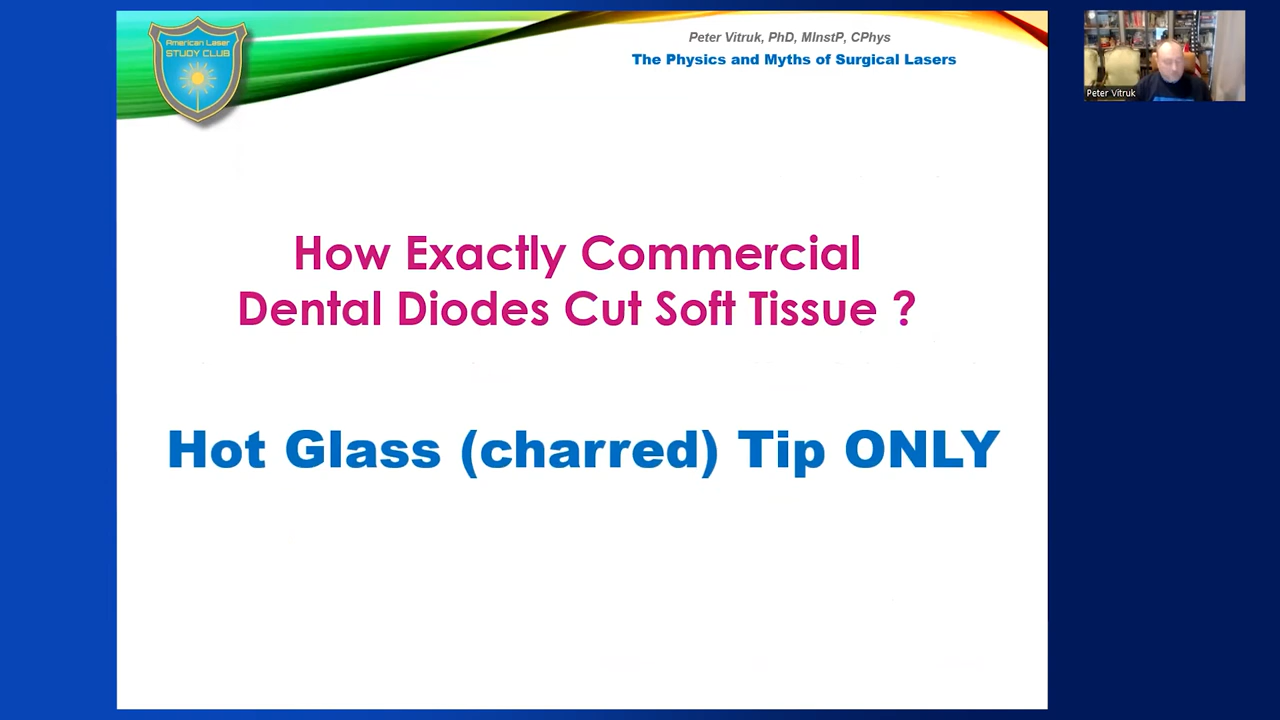 American Laser
STUDY CLUB
Peter Vitruk, PhD, MInstP, CPhys
The Physics and Myths of Surgical Lasers
Peter Vitruk
How Exactly Commercial
Dental Diodes Cut Soft Tissue ?
Hot Glass (charred) Tip ONLY